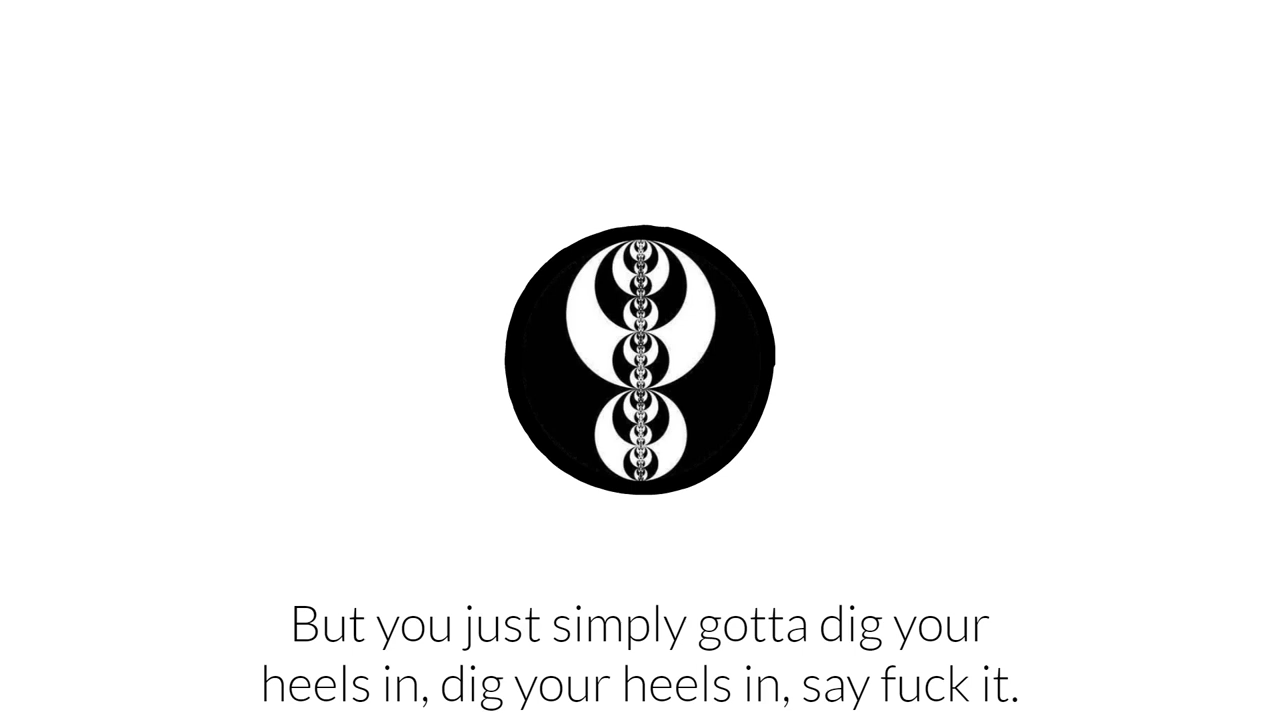 But you just simply gotta dig your
heels in, dig your heels in, say fuck it.